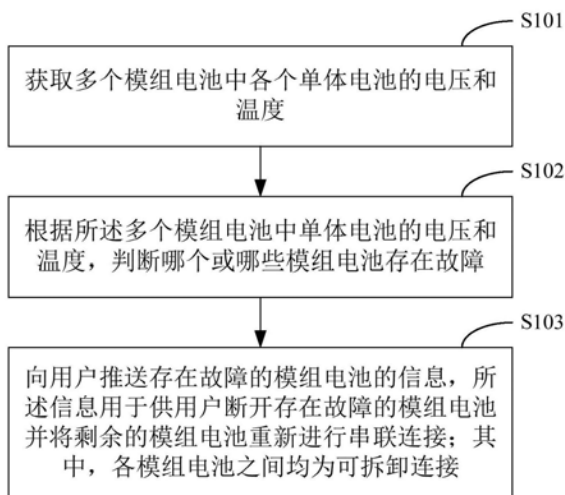 S101
获取多个模组电池中各个单体电池的电压和
温度
S102
根据所述多个模组电池中单体电池的电压和
温度，判断哪个或哪些模组电池存在故障
S103
向用户推送存在故障的模组电池的信息，所
述信息用于供用户断开存在故障的模组电池
并将剩余的模组电池重新进行串联连接；其
中，各模组电池之间均为可拆卸连接